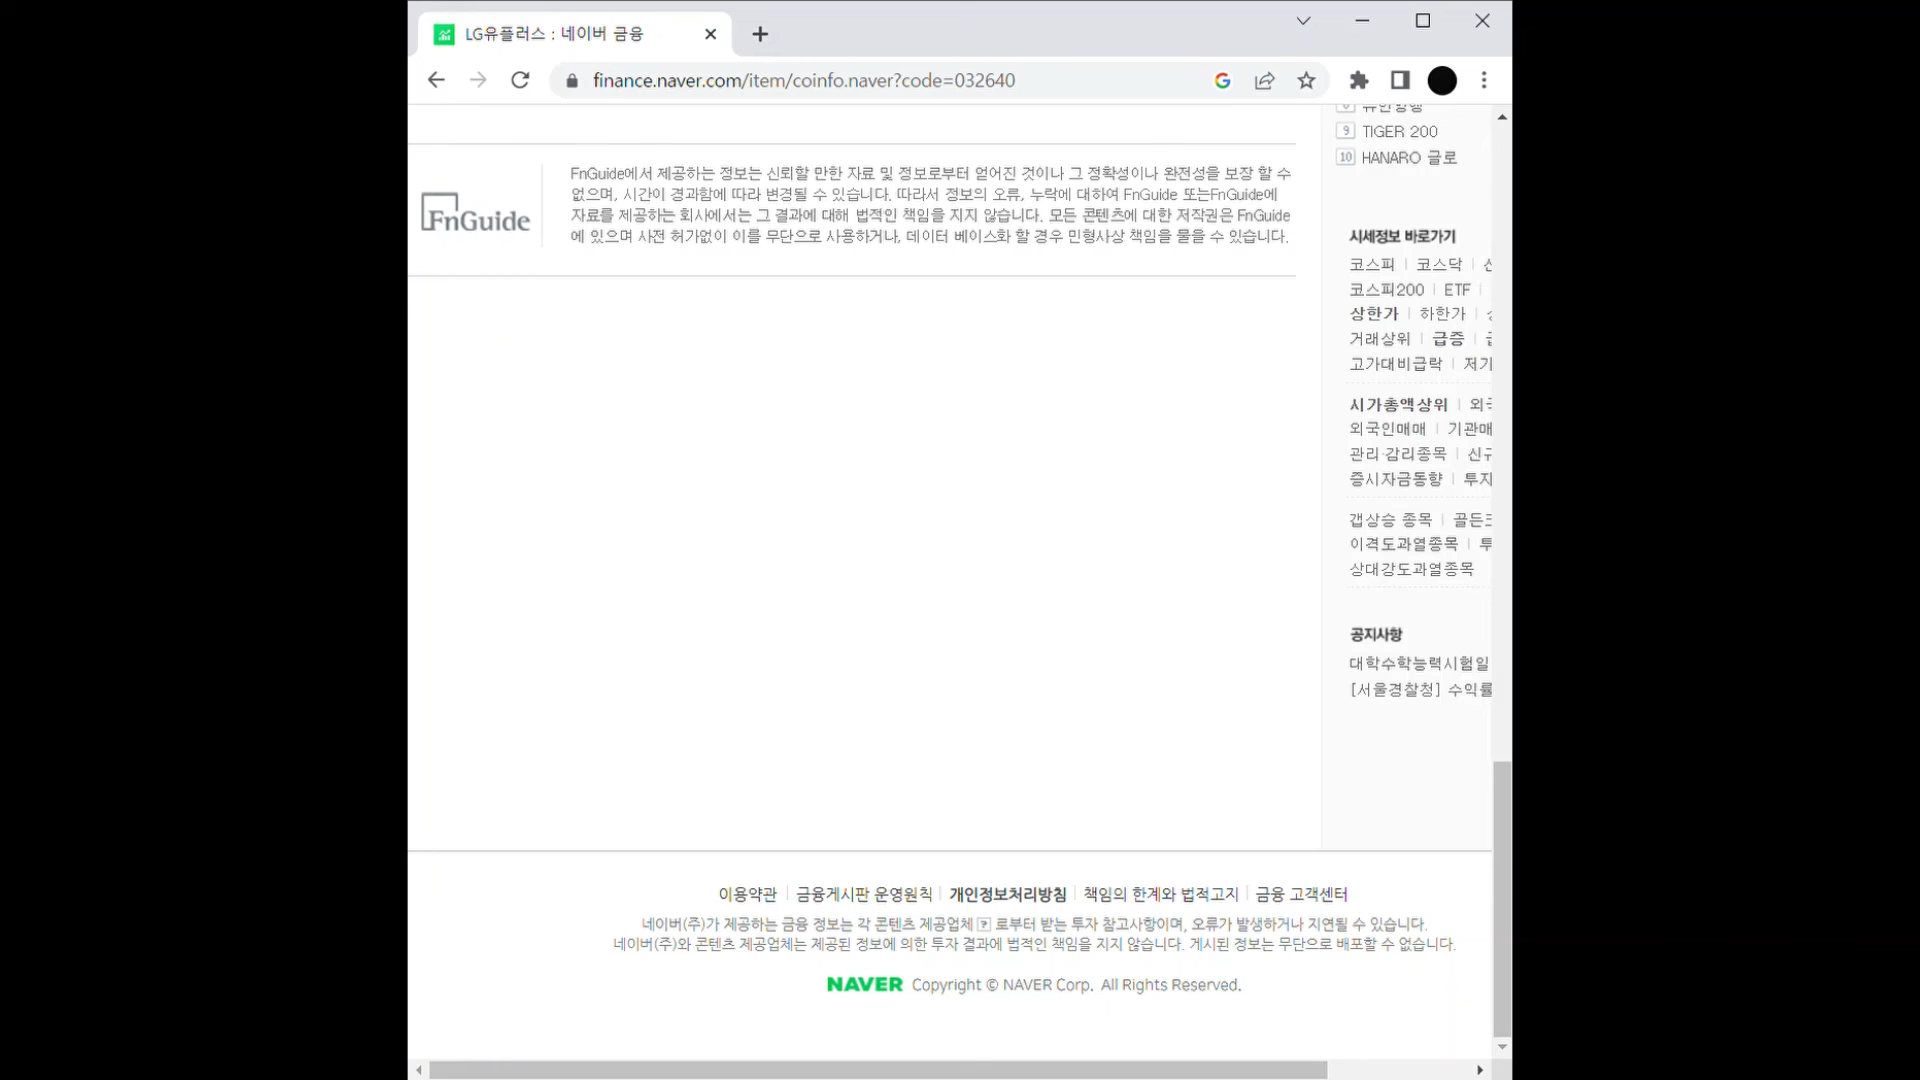 LG유플러스 : 네이버 금융
finance.naver.com/item/coinfo.naver?code=032640
9 TIGER 200
10 HANARO 글로
FnGuide
FnGuide에서 제공하는 정보는 신뢰할 만한 자료 및 정보로부터 얻어진 것이나 그 정확성이나 완전성을 보장 할 수
없으며, 시간이 경과함에 따라 변경될 수 있습니다. 따라서 정보의 오류, 누락에 대하여 FnGuide 또는FnGuide에
자료를 제공하는 회사에서는 그 결과에 대해 법적인 책임을 지지 않습니다. 모든 콘텐츠에 대한 저작권은 FnGuide
에 있으며 사전 허가없이 이를 무단으로 사용하거나, 데이터 베이스화 할 경우 민형사상 책임을 물을 수 있습니다.
시세정보 바로가기
코스피 | 코스닥 |
코스피200 | ETF |
상한가 | 하한가 |
거래상위 | 급증 |
고가대비급락 | 저가
시가총액상위 | 외국
외국인매매 | 기관매
관리·감리종목 | 신규
증시자금동향 | 투자
갭상승 종목 | 골든크
이격도과열종목 | 투
상대강도과열종목
공지사항
대학수학능력시험일
[서울경찰청] 수익률
이용약관 | 금융게시판 운영원칙 | 개인정보처리방침 | 책임의 한계와 법적고지 | 금융 고객센터
네이버(주)가 제공하는 금융 정보는 각 콘텐츠 제공업체 ? 로부터 받는 투자 참고사항이며, 오류가 발생하거나 지연될 수 있습니다.
네이버(주)와 콘텐츠 제공업체는 제공된 정보에 의한 투자 결과에 법적인 책임을 지지 않습니다. 게시된 정보는 무단으로 배포할 수 없습니다.
NAVER Copyright © NAVER Corp. All Rights Reserved.